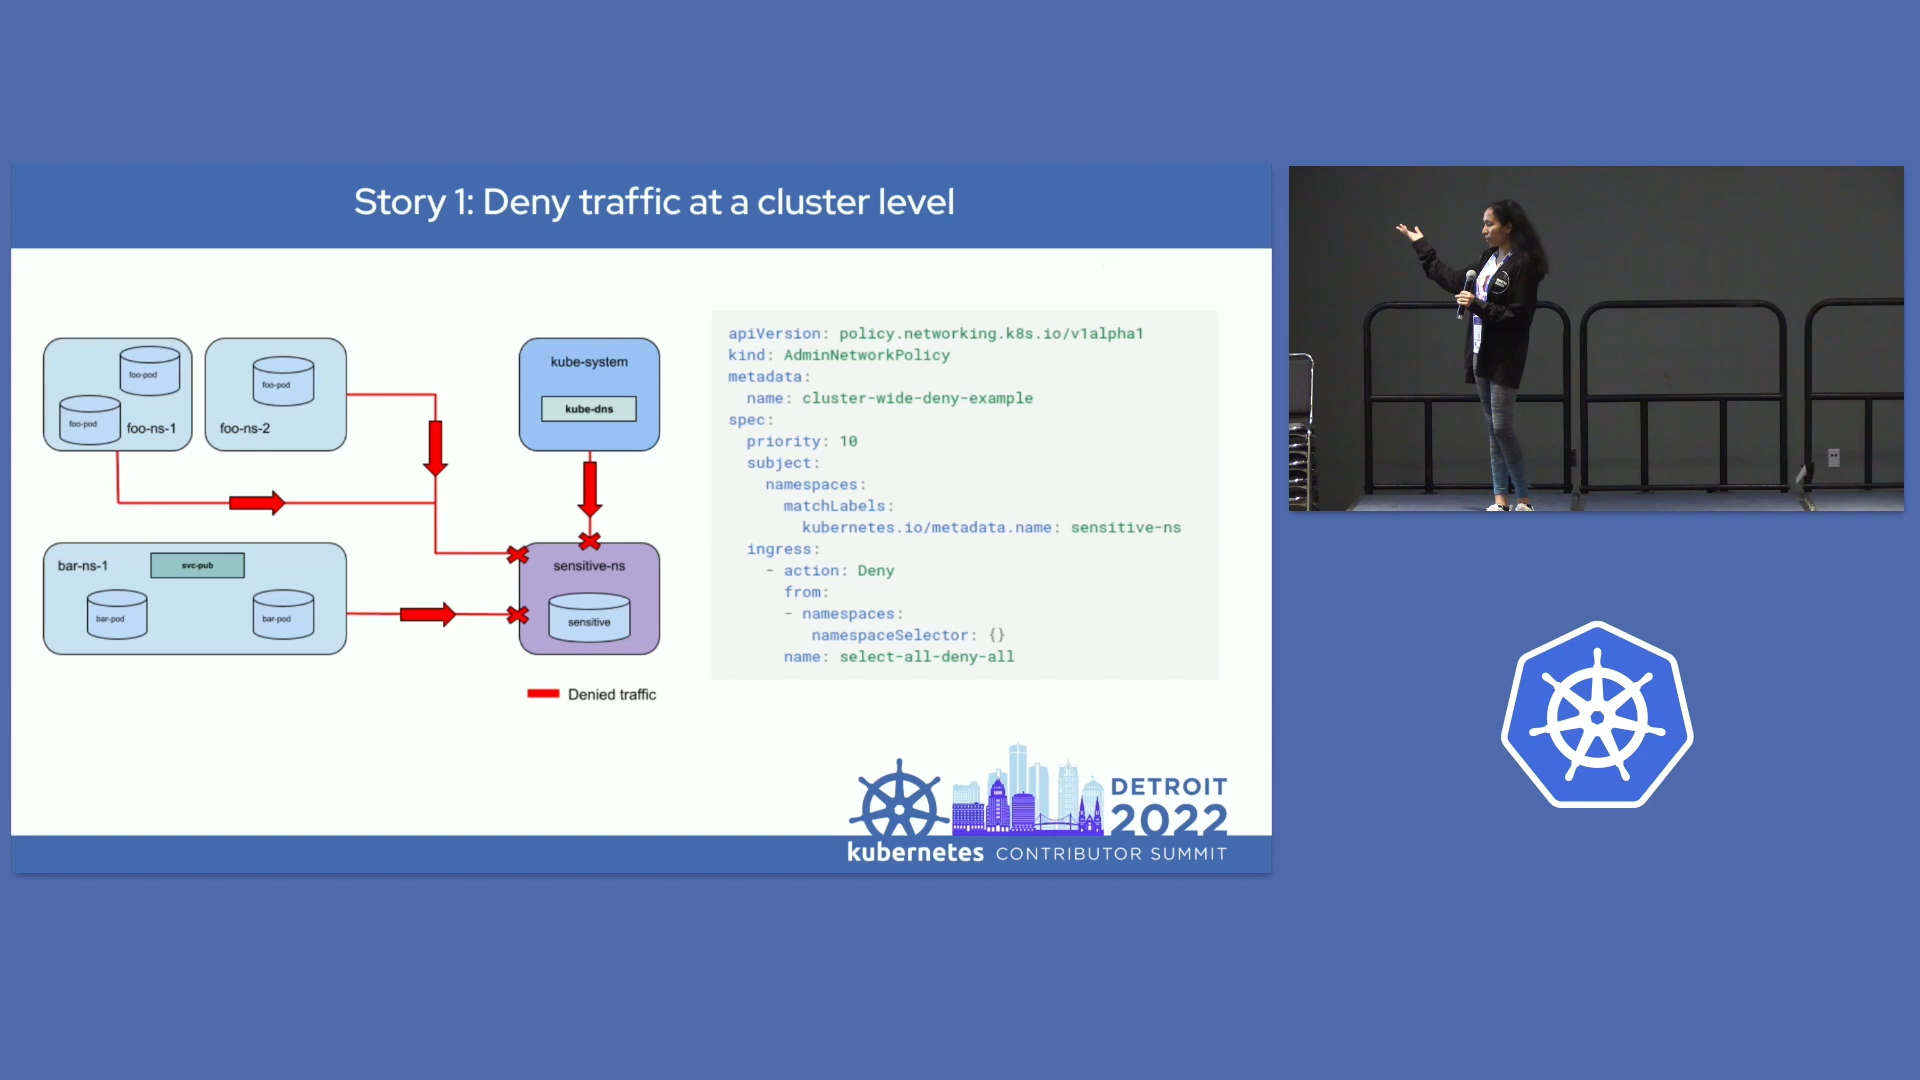 Story 1: Deny traffic at a cluster level
foo-pod
foo-pod
foo-ns-1
foo-pod
foo-ns-2
kube-system
kube-dns
bar-ns-1
svc-pub
bar-pod
bar-pod
sensitive-ns
sensitive
Denied traffic
apiVersion: policy.networking.k8s.io/v1alpha1
kind: AdminNetworkPolicy
metadata:
  name: cluster-wide-deny-example
spec:
  priority: 10
  subject:
    namespaces:
      matchLabels:
        kubernetes.io/metadata.name: sensitive-ns
  ingress:
    - action: Deny
      from:
      - namespaces:
         namespaceSelector: {}
      name: select-all-deny-all
DETROIT
2022
kubernetes CONTRIBUTOR SUMMIT